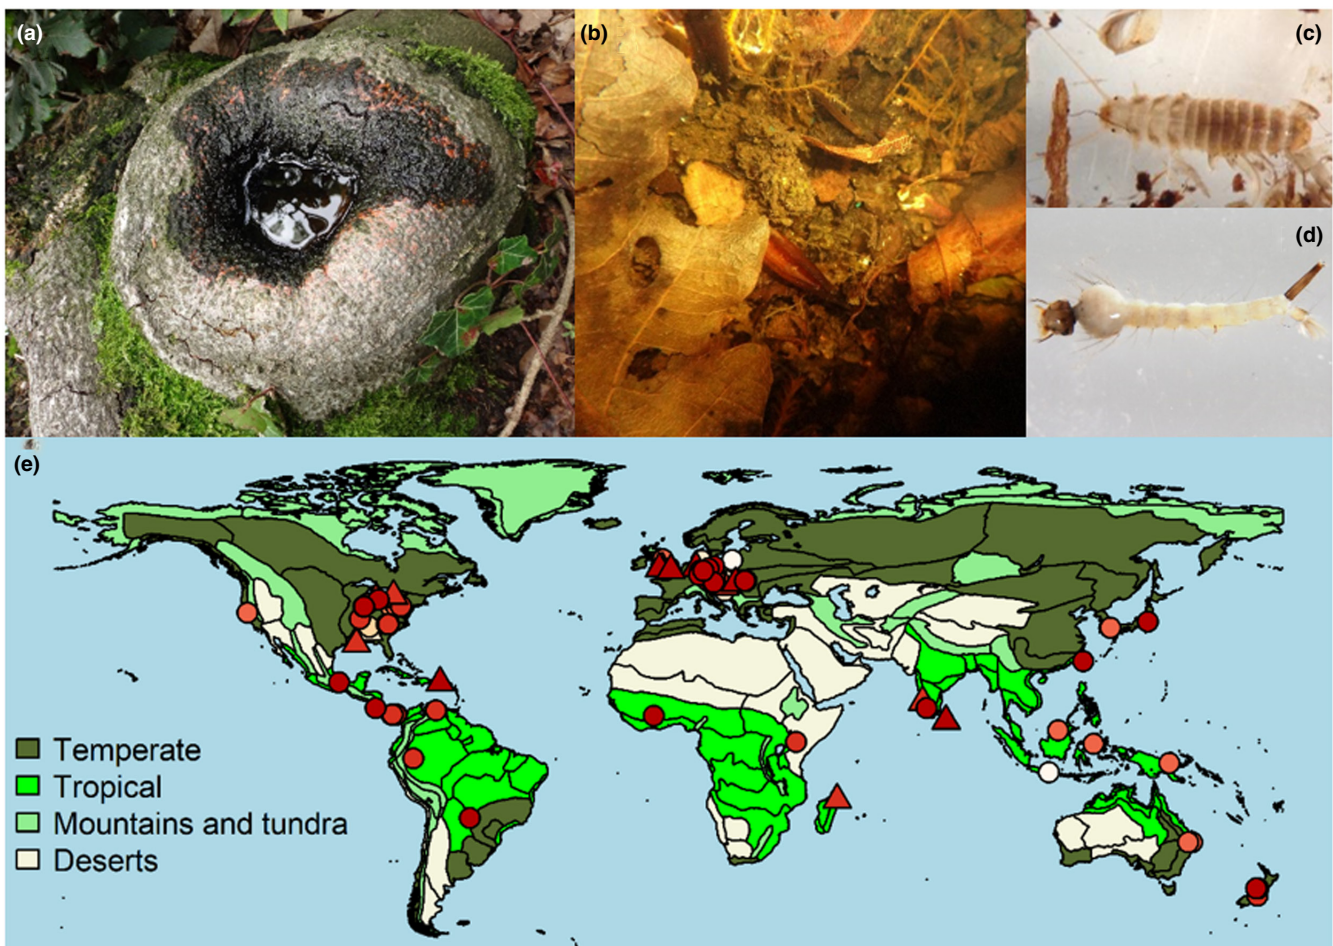 (a)
(b)
(c)
(d)
(e)
Temperate
Tropical
Mountains and tundra
Deserts